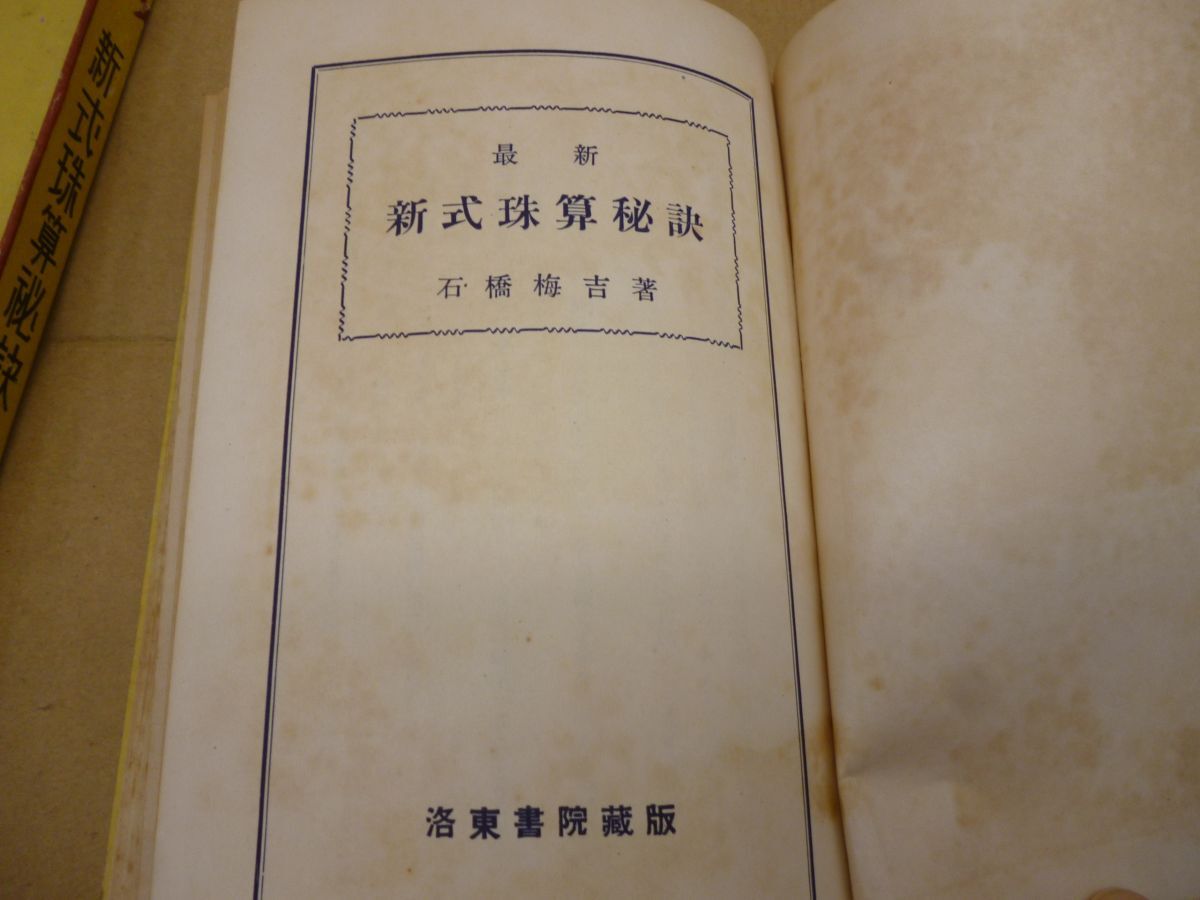 最新
新式珠算秘訣
石橋梅吉著
洛東書院藏版
新式珠算祕訣